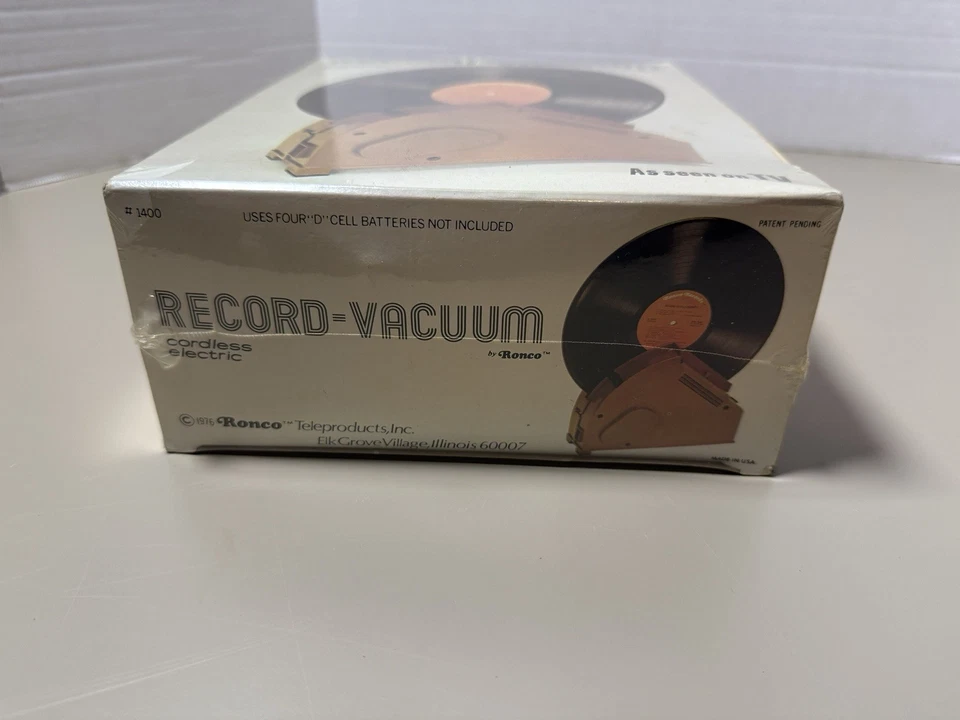 As seen on TV
# 1400
USES FOUR "D" CELL BATTERIES NOT INCLUDED
PATENT PENDING
RECORD-VACUUM
cordless
electric
by Ronco™
©1976 Ronco™ Teleproducts, Inc.
Elk Grove Village, Illinois 60007
MADE IN U.S.A.